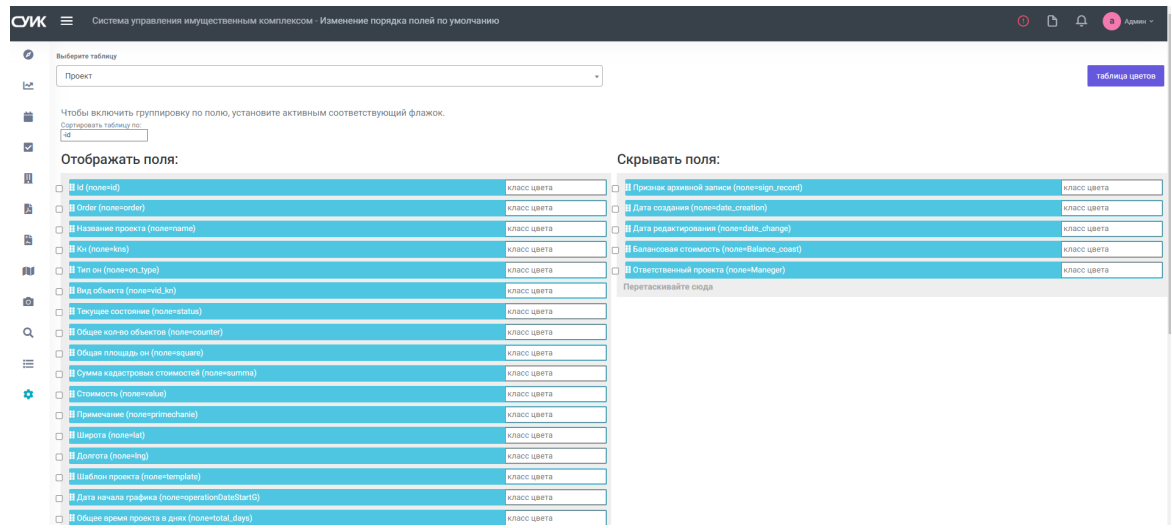 СУИК Система управления имущественным комплексом - Изменение порядка полей по умолчанию а Админ
Выберите таблицу
Проект
таблица цветов
Чтобы включить группировку по полю, установите активным соответствующий флажок.
Сортировать таблицу по:
-id
Отображать поля:
Id (поле=id) класс цвета
Order (поле=order) класс цвета
Название проекта (поле=name) класс цвета
Кн (поле=kns) класс цвета
Тип он (поле=on_type) класс цвета
Вид объекта (поле=vid_kn) класс цвета
Текущее состояние (поле=status) класс цвета
Общее кол-во объектов (поле=counter) класс цвета
Общая площадь он (поле=square) класс цвета
Сумма кадастровых стоимостей (поле=summa) класс цвета
Стоимость (поле=value) класс цвета
Примечание (поле=primechanie) класс цвета
Широта (поле=lat) класс цвета
Долгота (поле=lng) класс цвета
Шаблон проекта (поле=template) класс цвета
Дата начала графика (поле=operationDateStartG) класс цвета
Общее время проекта в днях (поле=total_days) класс цвета
Скрывать поля:
Признак архивной записи (поле=sign_record) класс цвета
Дата создания (поле=date_creation) класс цвета
Дата редактирования (поле=date_change) класс цвета
Балансовая стоимость (поле=Balance_coast) класс цвета
Ответственный проекта (поле=Maneger) класс цвета
Перетаскивайте сюда